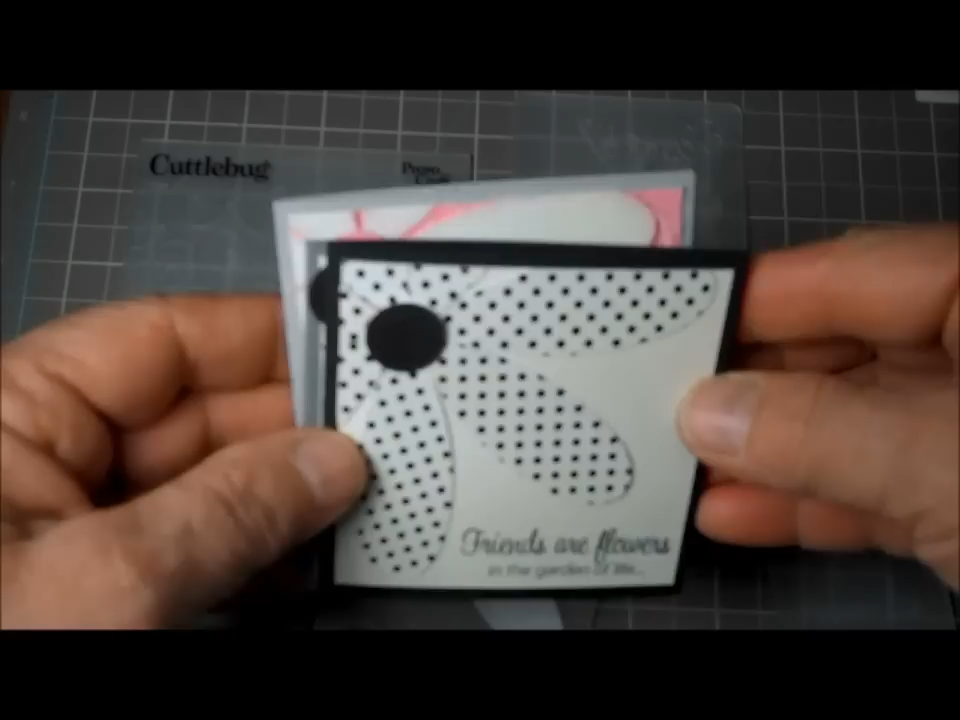 Cuttlebug
Friends are flowers
in the garden of life...